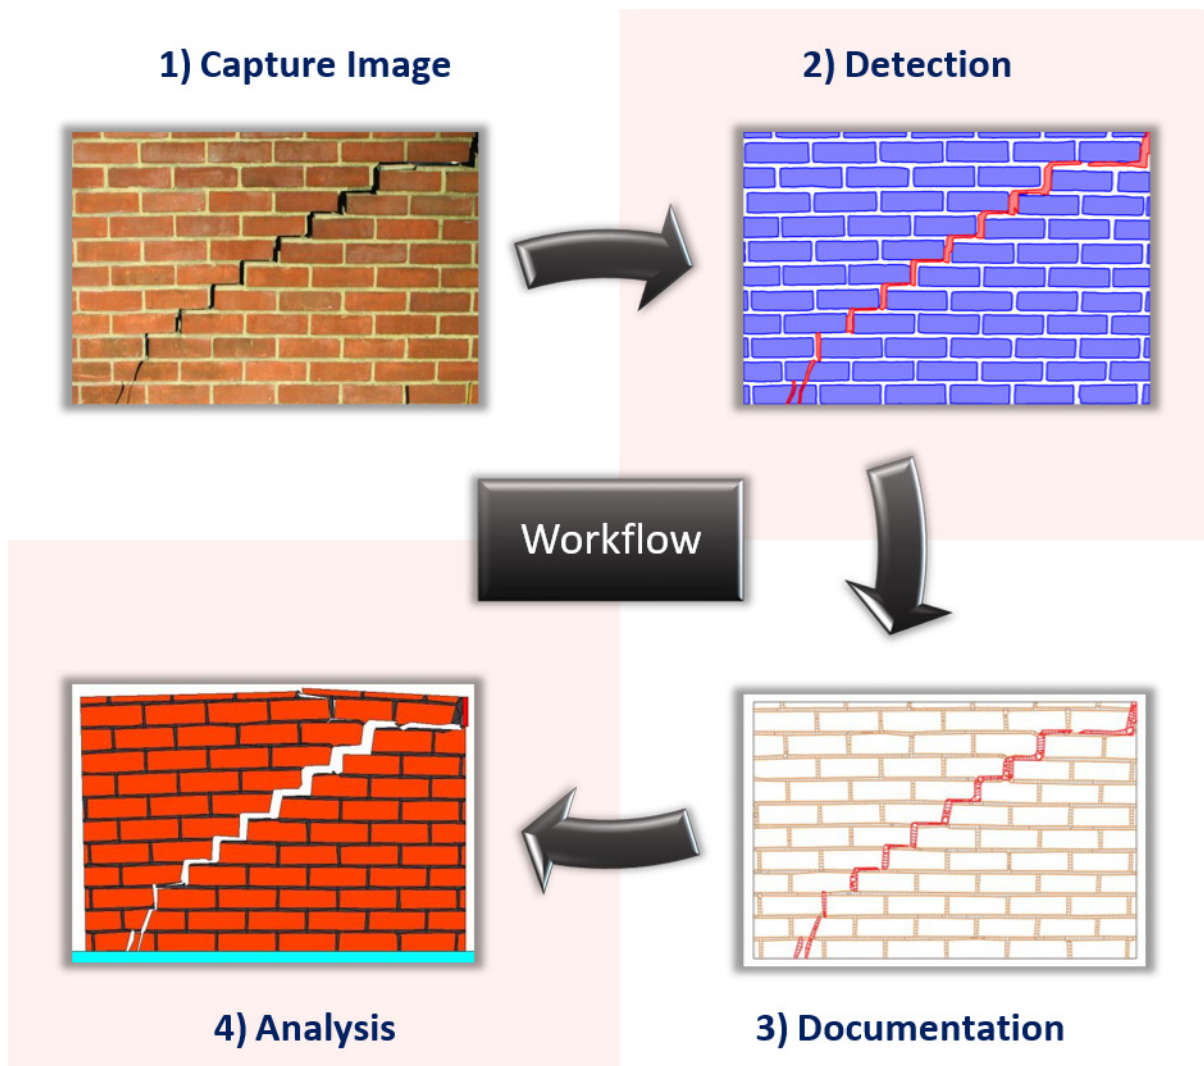 1) Capture Image
2) Detection
Workflow
4) Analysis
3) Documentation